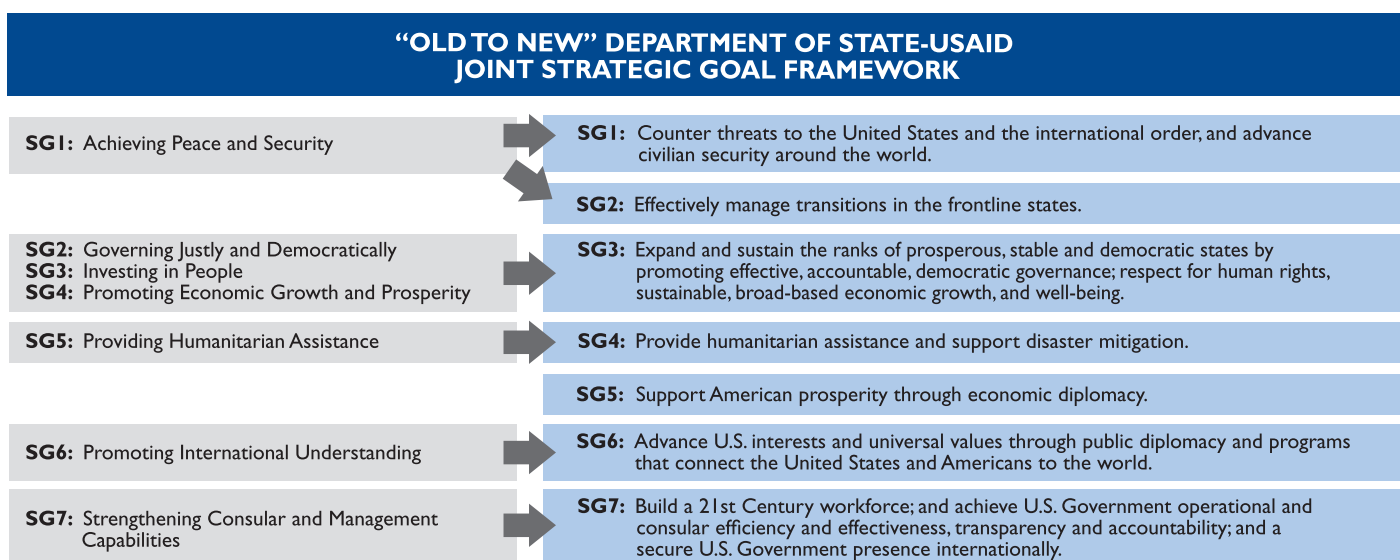 “OLD TO NEW” DEPARTMENT OF STATE-USAID
JOINT STRATEGIC GOAL FRAMEWORK
SG1: Achieving Peace and Security
SG1: Counter threats to the United States and the international order, and advance
civilian security around the world.
SG2: Effectively manage transitions in the frontline states.
SG2: Governing Justly and Democratically
SG3: Investing in People
SG4: Promoting Economic Growth and Prosperity
SG3: Expand and sustain the ranks of prosperous, stable and democratic states by
promoting effective, accountable, democratic governance; respect for human rights,
sustainable, broad-based economic growth, and well-being.
SG5: Providing Humanitarian Assistance
SG4: Provide humanitarian assistance and support disaster mitigation.
SG5: Support American prosperity through economic diplomacy.
SG6: Promoting International Understanding
SG6: Advance U.S. interests and universal values through public diplomacy and programs
that connect the United States and Americans to the world.
SG7: Strengthening Consular and Management
Capabilities
SG7: Build a 21st Century workforce; and achieve U.S. Government operational and
consular efficiency and effectiveness, transparency and accountability; and a
secure U.S. Government presence internationally.